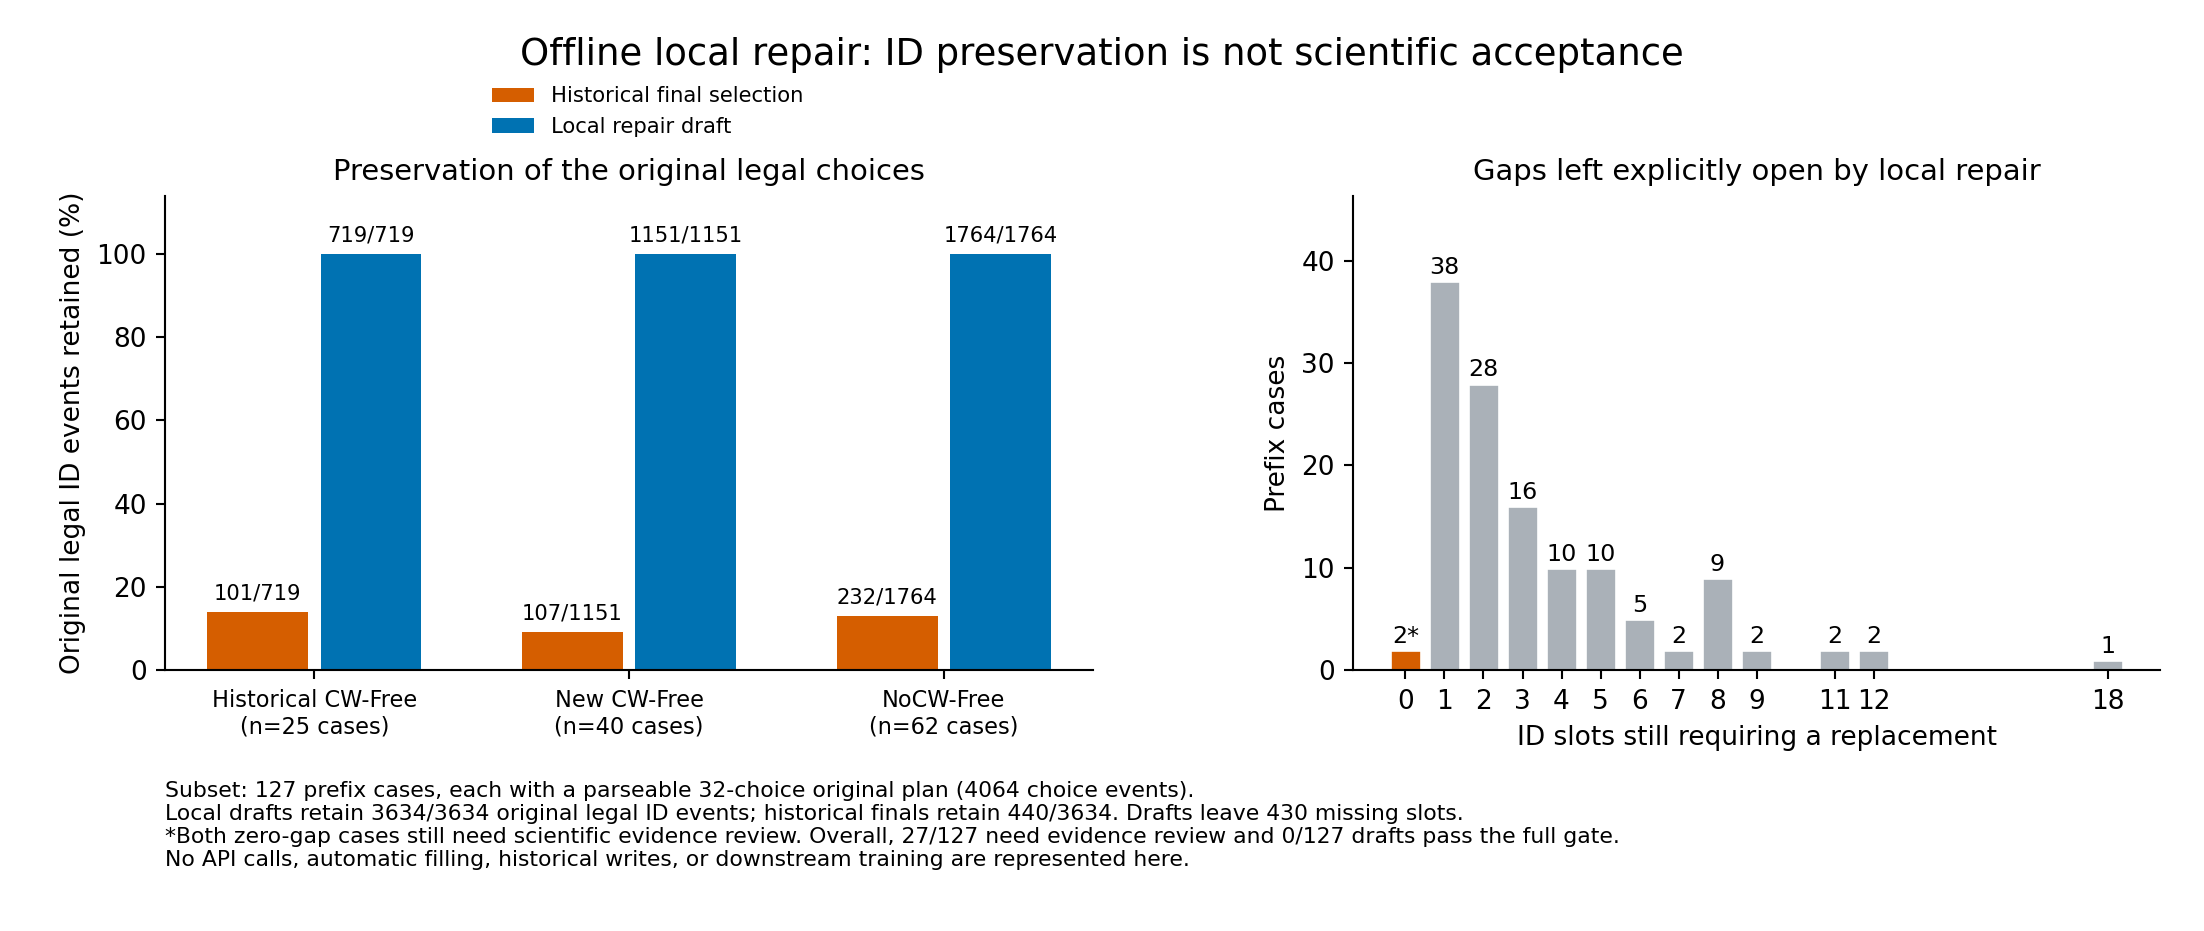 Offline local repair: ID preservation is not scientific acceptance
Historical final selection
Local repair draft
Preservation of the original legal choices
Original legal ID events retained (%)
100
80
60
40
20
0
719/719
1151/1151
1764/1764
101/719
107/1151
232/1764
Historical CW-Free
(n=25 cases)
New CW-Free
(n=40 cases)
NoCW-Free
(n=62 cases)
Gaps left explicitly open by local repair
Prefix cases
40
30
20
10
0
2*
38
28
16
10
10
5
2
9
2
2
2
1
0 1 2 3 4 5 6 7 8 9 11 12 18
ID slots still requiring a replacement
Subset: 127 prefix cases, each with a parseable 32-choice original plan (4064 choice events).
Local drafts retain 3634/3634 original legal ID events; historical finals retain 440/3634. Drafts leave 430 missing slots.
*Both zero-gap cases still need scientific evidence review. Overall, 27/127 need evidence review and 0/127 drafts pass the full gate.
No API calls, automatic filling, historical writes, or downstream training are represented here.